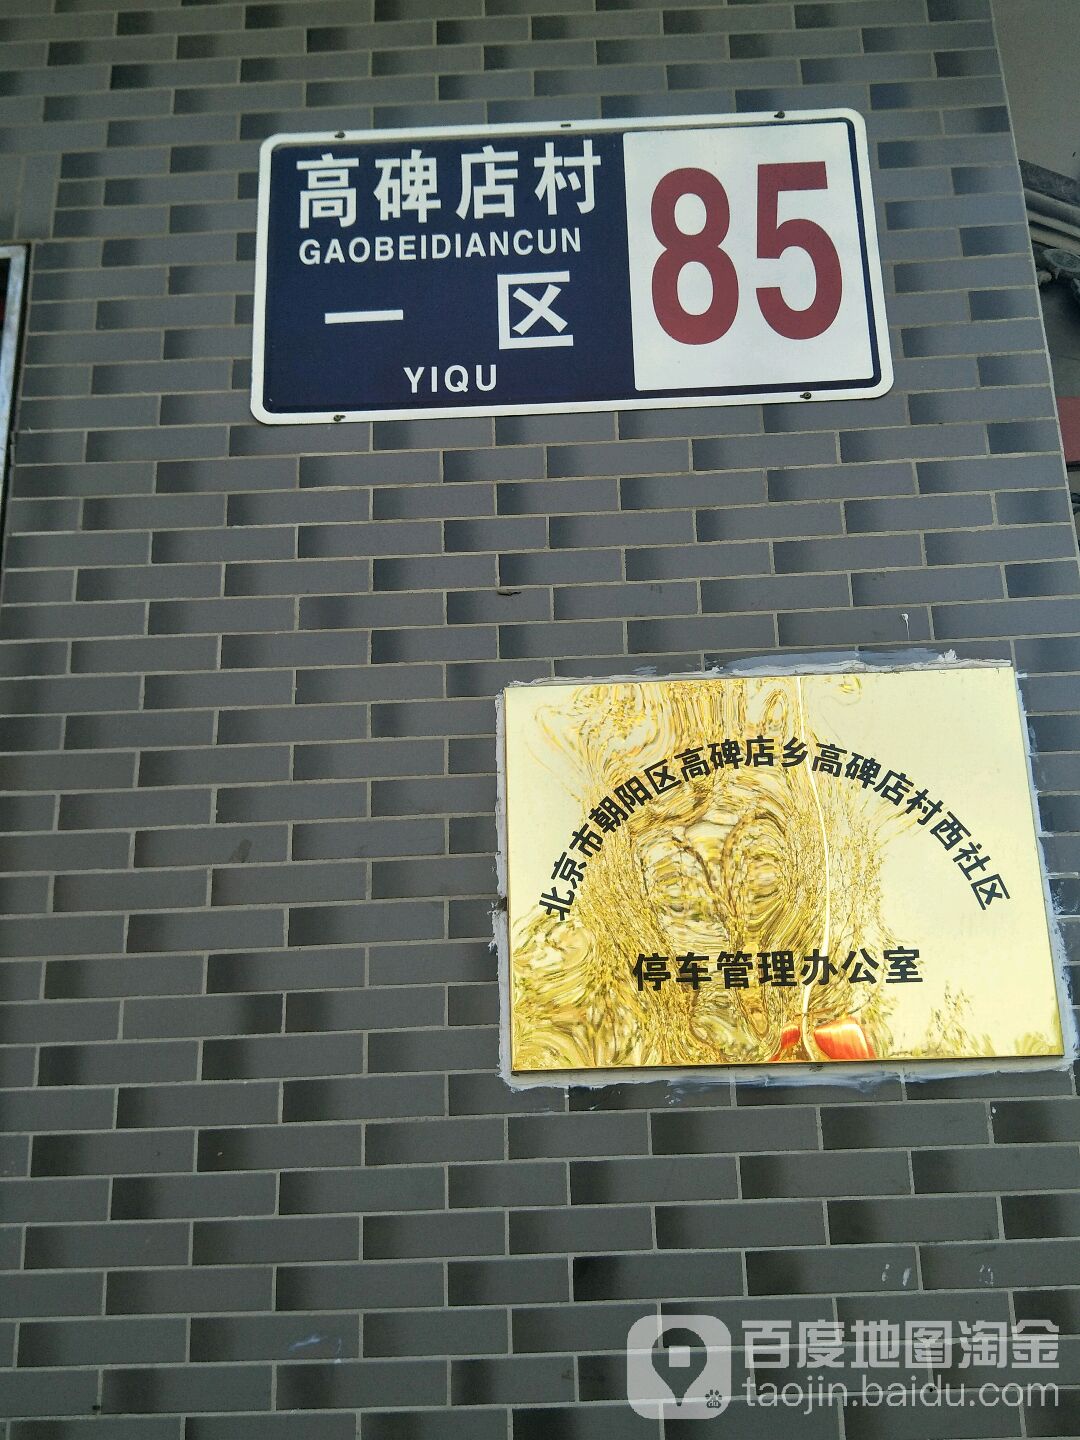 高碑店村
GAOBEIDIANCUN
一区
YIQU
85
北京市朝阳区高碑店乡高碑店村西社区
停车管理办公室
百度地图淘金
taojin.baidu.com